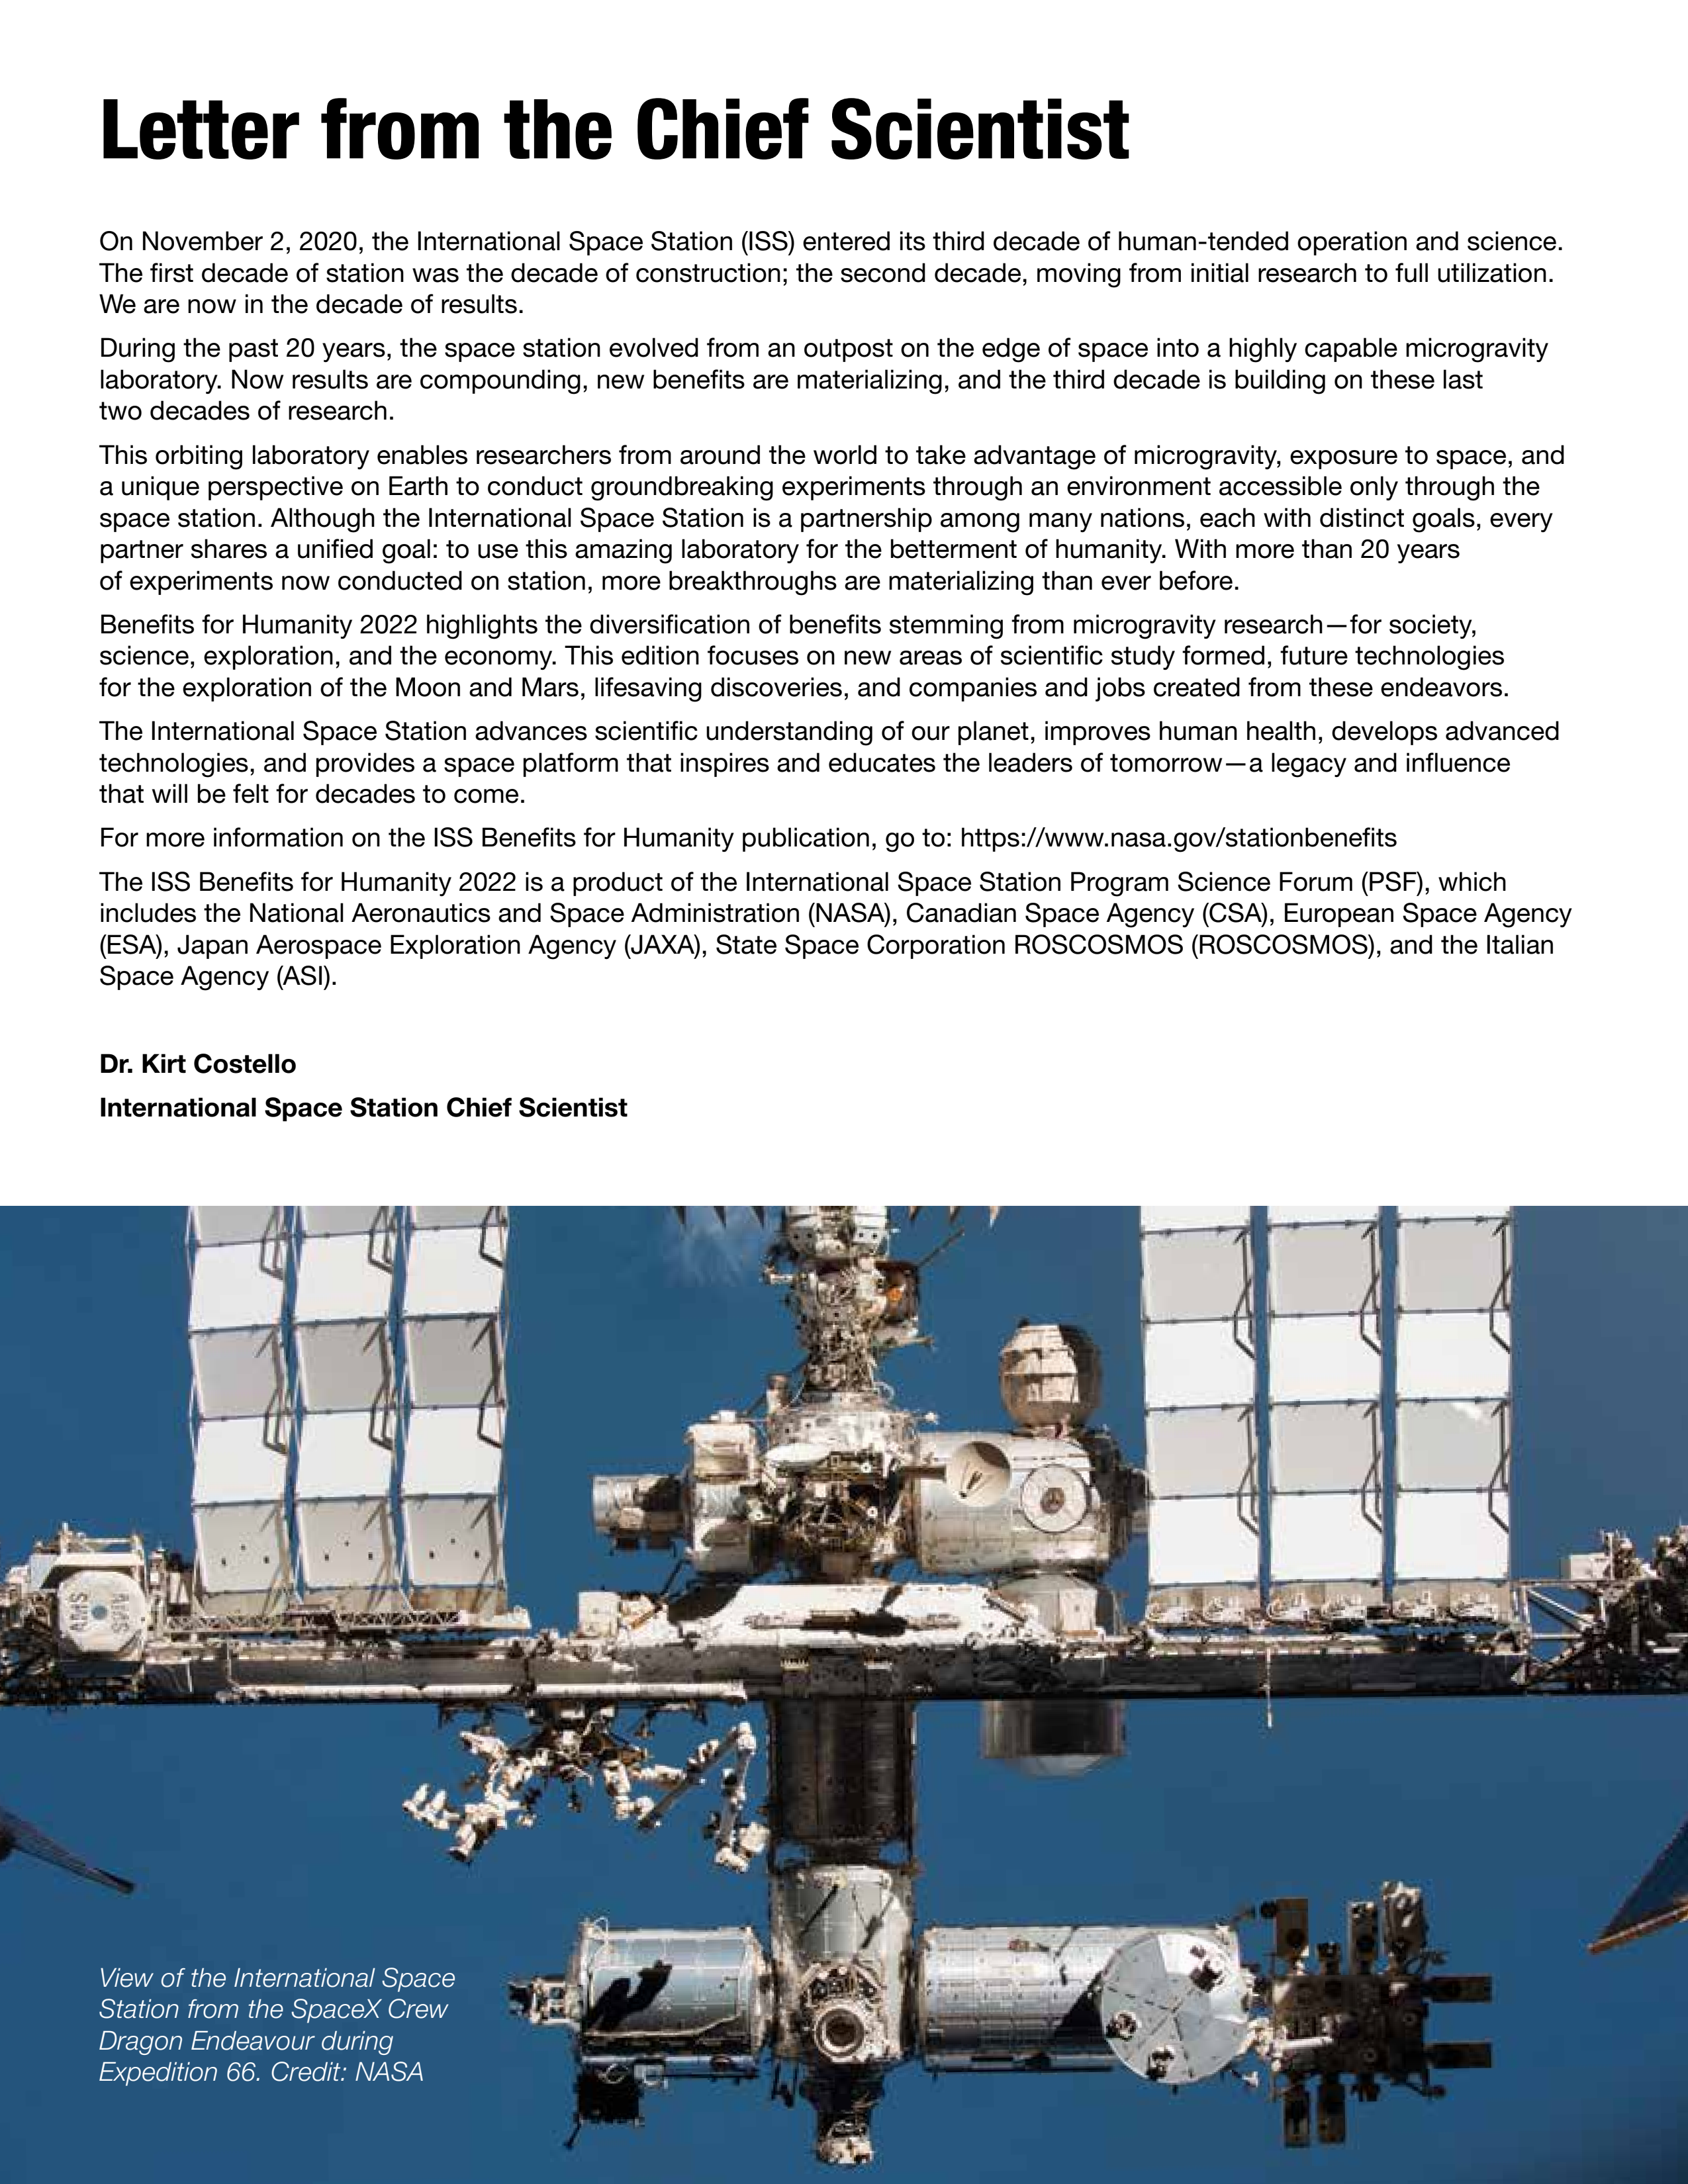 Letter from the Chief Scientist
On November 2, 2020, the International Space Station (ISS) entered its third decade of human-tended operation and science.
The first decade of station was the decade of construction; the second decade, moving from initial research to full utilization.
We are now in the decade of results.
During the past 20 years, the space station evolved from an outpost on the edge of space into a highly capable microgravity
laboratory. Now results are compounding, new benefits are materializing, and the third decade is building on these last
two decades of research.
This orbiting laboratory enables researchers from around the world to take advantage of microgravity, exposure to space, and
a unique perspective on Earth to conduct groundbreaking experiments through an environment accessible only through the
space station. Although the International Space Station is a partnership among many nations, each with distinct goals, every
partner shares a unified goal: to use this amazing laboratory for the betterment of humanity. With more than 20 years
of experiments now conducted on station, more breakthroughs are materializing than ever before.
Benefits for Humanity 2022 highlights the diversification of benefits stemming from microgravity research—for society,
science, exploration, and the economy. This edition focuses on new areas of scientific study formed, future technologies
for the exploration of the Moon and Mars, lifesaving discoveries, and companies and jobs created from these endeavors.
The International Space Station advances scientific understanding of our planet, improves human health, develops advanced
technologies, and provides a space platform that inspires and educates the leaders of tomorrow—a legacy and influence
that will be felt for decades to come.
For more information on the ISS Benefits for Humanity publication, go to: https://www.nasa.gov/stationbenefits
The ISS Benefits for Humanity 2022 is a product of the International Space Station Program Science Forum (PSF), which
includes the National Aeronautics and Space Administration (NASA), Canadian Space Agency (CSA), European Space Agency
(ESA), Japan Aerospace Exploration Agency (JAXA), State Space Corporation ROSCOSMOS (ROSCOSMOS), and the Italian
Space Agency (ASI).
Dr. Kirt Costello
International Space Station Chief Scientist
AMS
View of the International Space
Station from the SpaceX Crew
Dragon Endeavour during
Expedition 66. Credit: NASA